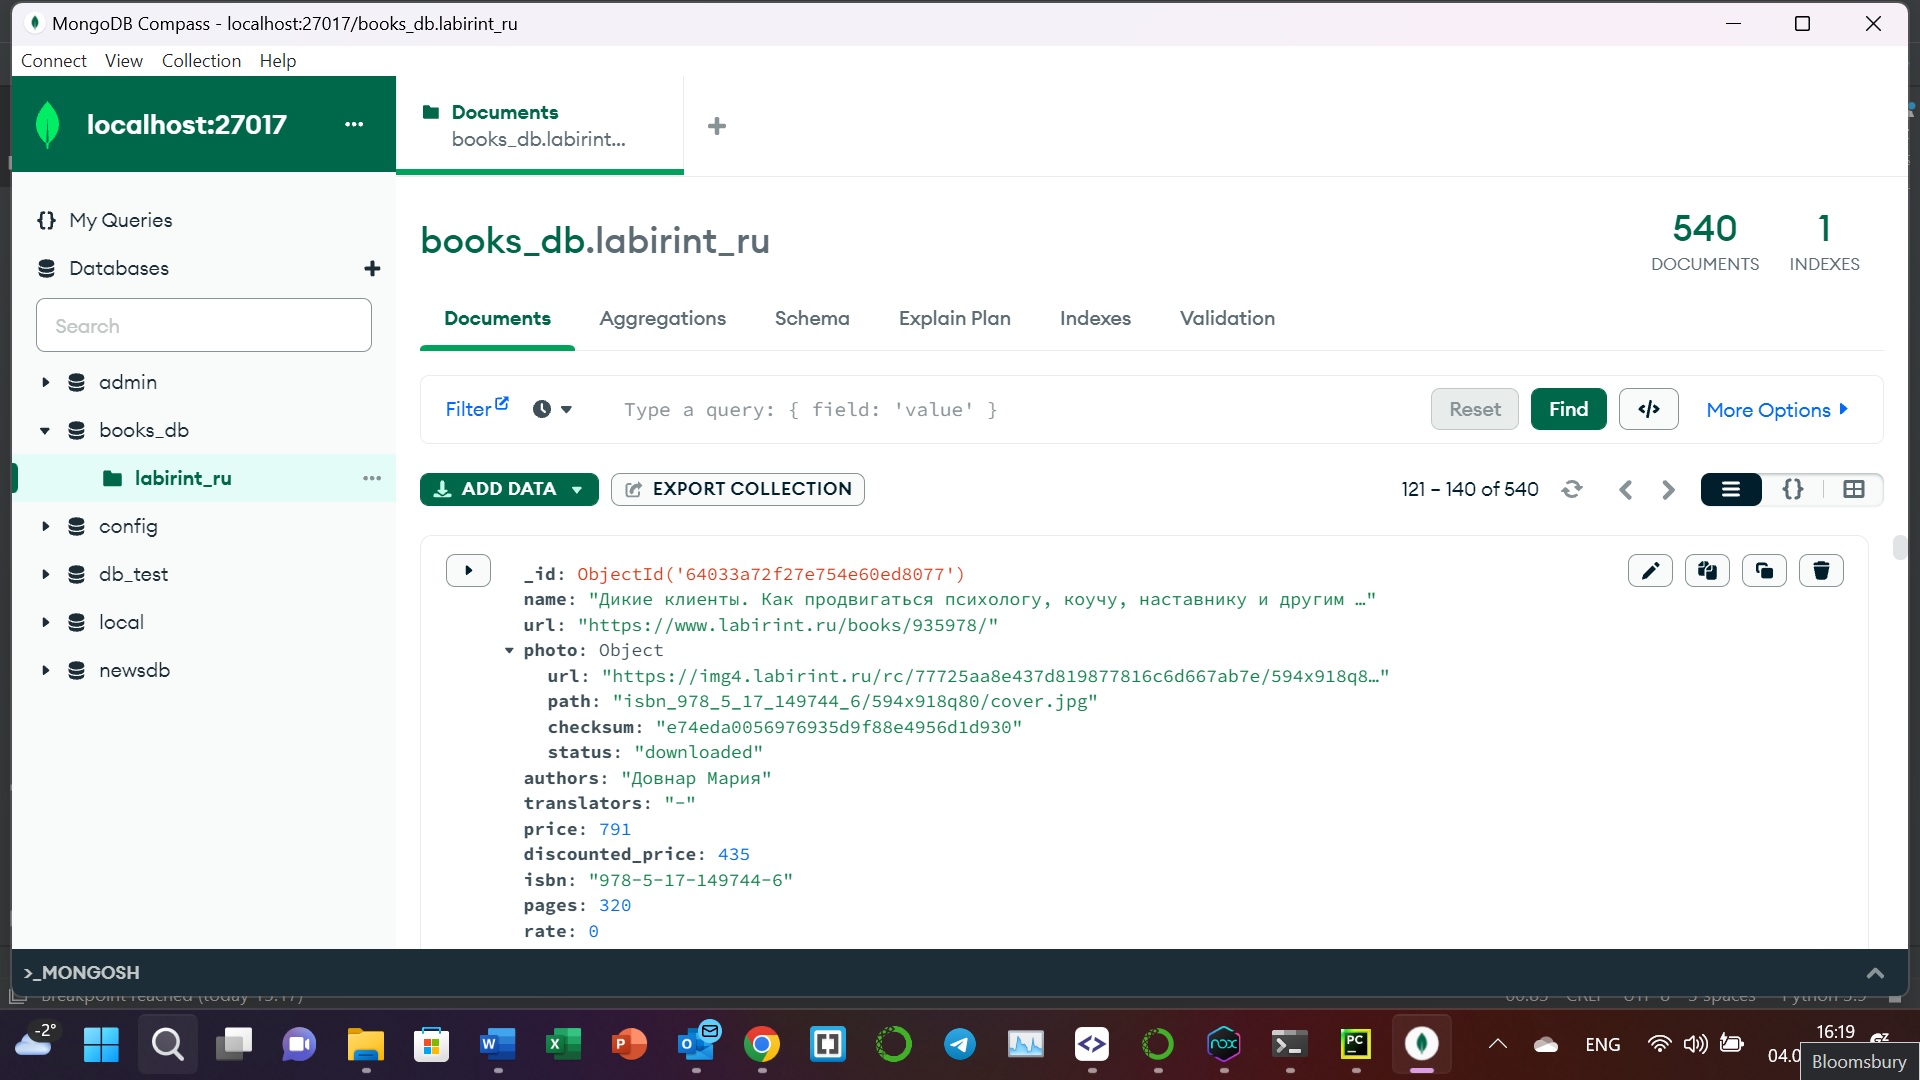 MongoDB Compass - localhost:27017/books_db.labirint_ru
Connect View Collection Help
localhost:27017 ...
Documents
books_db.labirint...
My Queries
Databases
Search
admin
books_db
labirint_ru
config
db_test
local
newsdb
books_db.labirint_ru
540
DOCUMENTS
1
INDEXES
Documents Aggregations Schema Explain Plan Indexes Validation
Filter Type a query: { field: 'value' } Reset Find </> More Options
ADD DATA EXPORT COLLECTION 121 – 140 of 540 {}
_id: ObjectId('64033a72f27e754e60ed8077')
name: "Дикие клиенты. Как продвигаться психологу, коучу, наставнику и другим …"
url: "https://www.labirint.ru/books/935978/"
photo: Object
url: "https://img4.labirint.ru/rc/77725aa8e437d819877816c6d667ab7e/594x918q8…"
path: "isbn_978_5_17_149744_6/594x918q80/cover.jpg"
checksum: "e74eda0056976935d9f88e4956d1d930"
status: "downloaded"
authors: "Довнар Мария"
translators: "-"
price: 791
discounted_price: 435
isbn: "978-5-17-149744-6"
pages: 320
rate: 0
>_MONGOSH
-2°
ENG
16:19
04.0
Bloomsbury